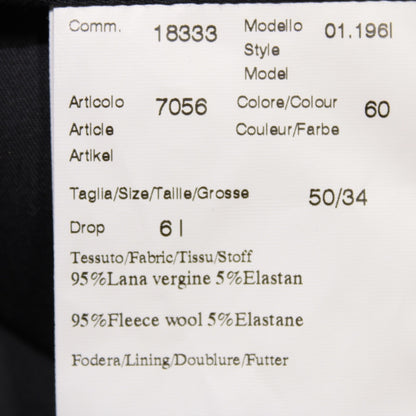 Comm. 18333 Modello 01.196I
Style
Model
Articolo 7056 Colore/Colour 60
Article Couleur/Farbe
Artikel
Taglia/Size/Taille/Grosse 50/34
Drop 6 I
Tessuto/Fabric/Tissu/Stoff
95%Lana vergine 5%Elastan
95%Fleece wool 5%Elastane
Fodera/Lining/Doublure/Futter